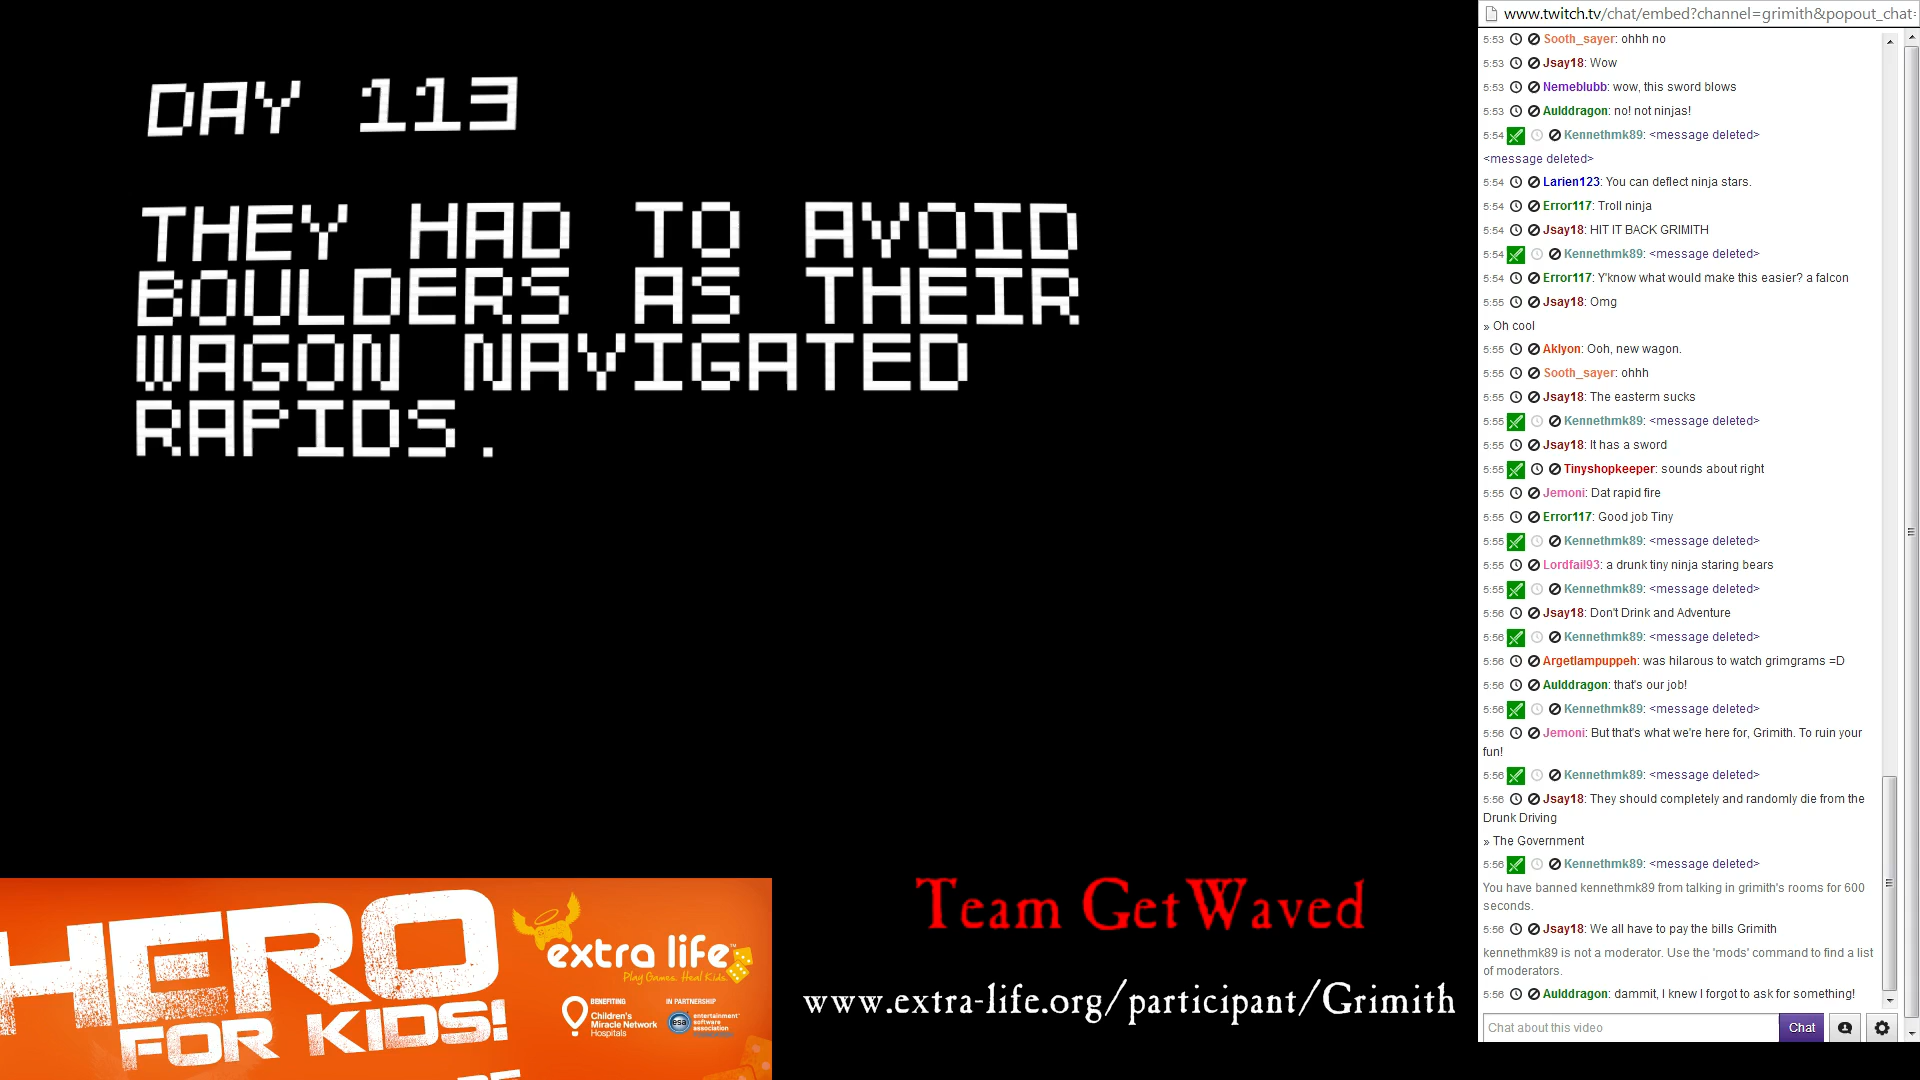 DAY 113
THEY HAD TO AVOID
BOULDERS AS THEIR
WAGON NAVIGATED
RAPIDS.
HERO
FOR KIDS!
extra life™
Play Games. Heal Kids.
BENEFITING
Children's
Miracle Network
Hospitals
IN PARTNERSHIP
esa
entertainment
software
association
Team GetWaved
www.extra-life.org/participant/Grimith
www.twitch.tv/chat/embed?channel=grimith&popout_chat=
5:53 Sooth_sayer: ohhh no
5:53 Jsay18: Wow
5:53 Nemeblubb: wow, this sword blows
5:53 Aulddragon: no! not ninjas!
5:54 Kennethmk89: <message deleted>
<message deleted>
5:54 Larien123: You can deflect ninja stars.
5:54 Error117: Troll ninja
5:54 Jsay18: HIT IT BACK GRIMITH
5:54 Kennethmk89: <message deleted>
5:54 Error117: Y'know what would make this easier? a falcon
5:55 Jsay18: Omg
» Oh cool
5:55 Aklyon: Ooh, new wagon.
5:55 Sooth_sayer: ohhh
5:55 Jsay18: The easterm sucks
5:55 Kennethmk89: <message deleted>
5:55 Jsay18: It has a sword
5:55 Tinyshopkeeper: sounds about right
5:55 Jemoni: Dat rapid fire
5:55 Error117: Good job Tiny
5:55 Kennethmk89: <message deleted>
5:55 Lordfail93: a drunk tiny ninja staring bears
5:55 Kennethmk89: <message deleted>
5:56 Jsay18: Don't Drink and Adventure
5:56 Kennethmk89: <message deleted>
5:56 Argetlampuppeh: was hilarous to watch grimgrams =D
5:56 Aulddragon: that's our job!
5:56 Kennethmk89: <message deleted>
5:56 Jemoni: But that's what we're here for, Grimith. To ruin your
fun!
5:56 Kennethmk89: <message deleted>
5:56 Jsay18: They should completely and randomly die from the
Drunk Driving
» The Government
5:56 Kennethmk89: <message deleted>
You have banned kennethmk89 from talking in grimith's rooms for 600
seconds.
5:56 Jsay18: We all have to pay the bills Grimith
kennethmk89 is not a moderator. Use the 'mods' command to find a list
of moderators.
5:56 Aulddragon: dammit, I knew I forgot to ask for something!
Chat about this video
Chat